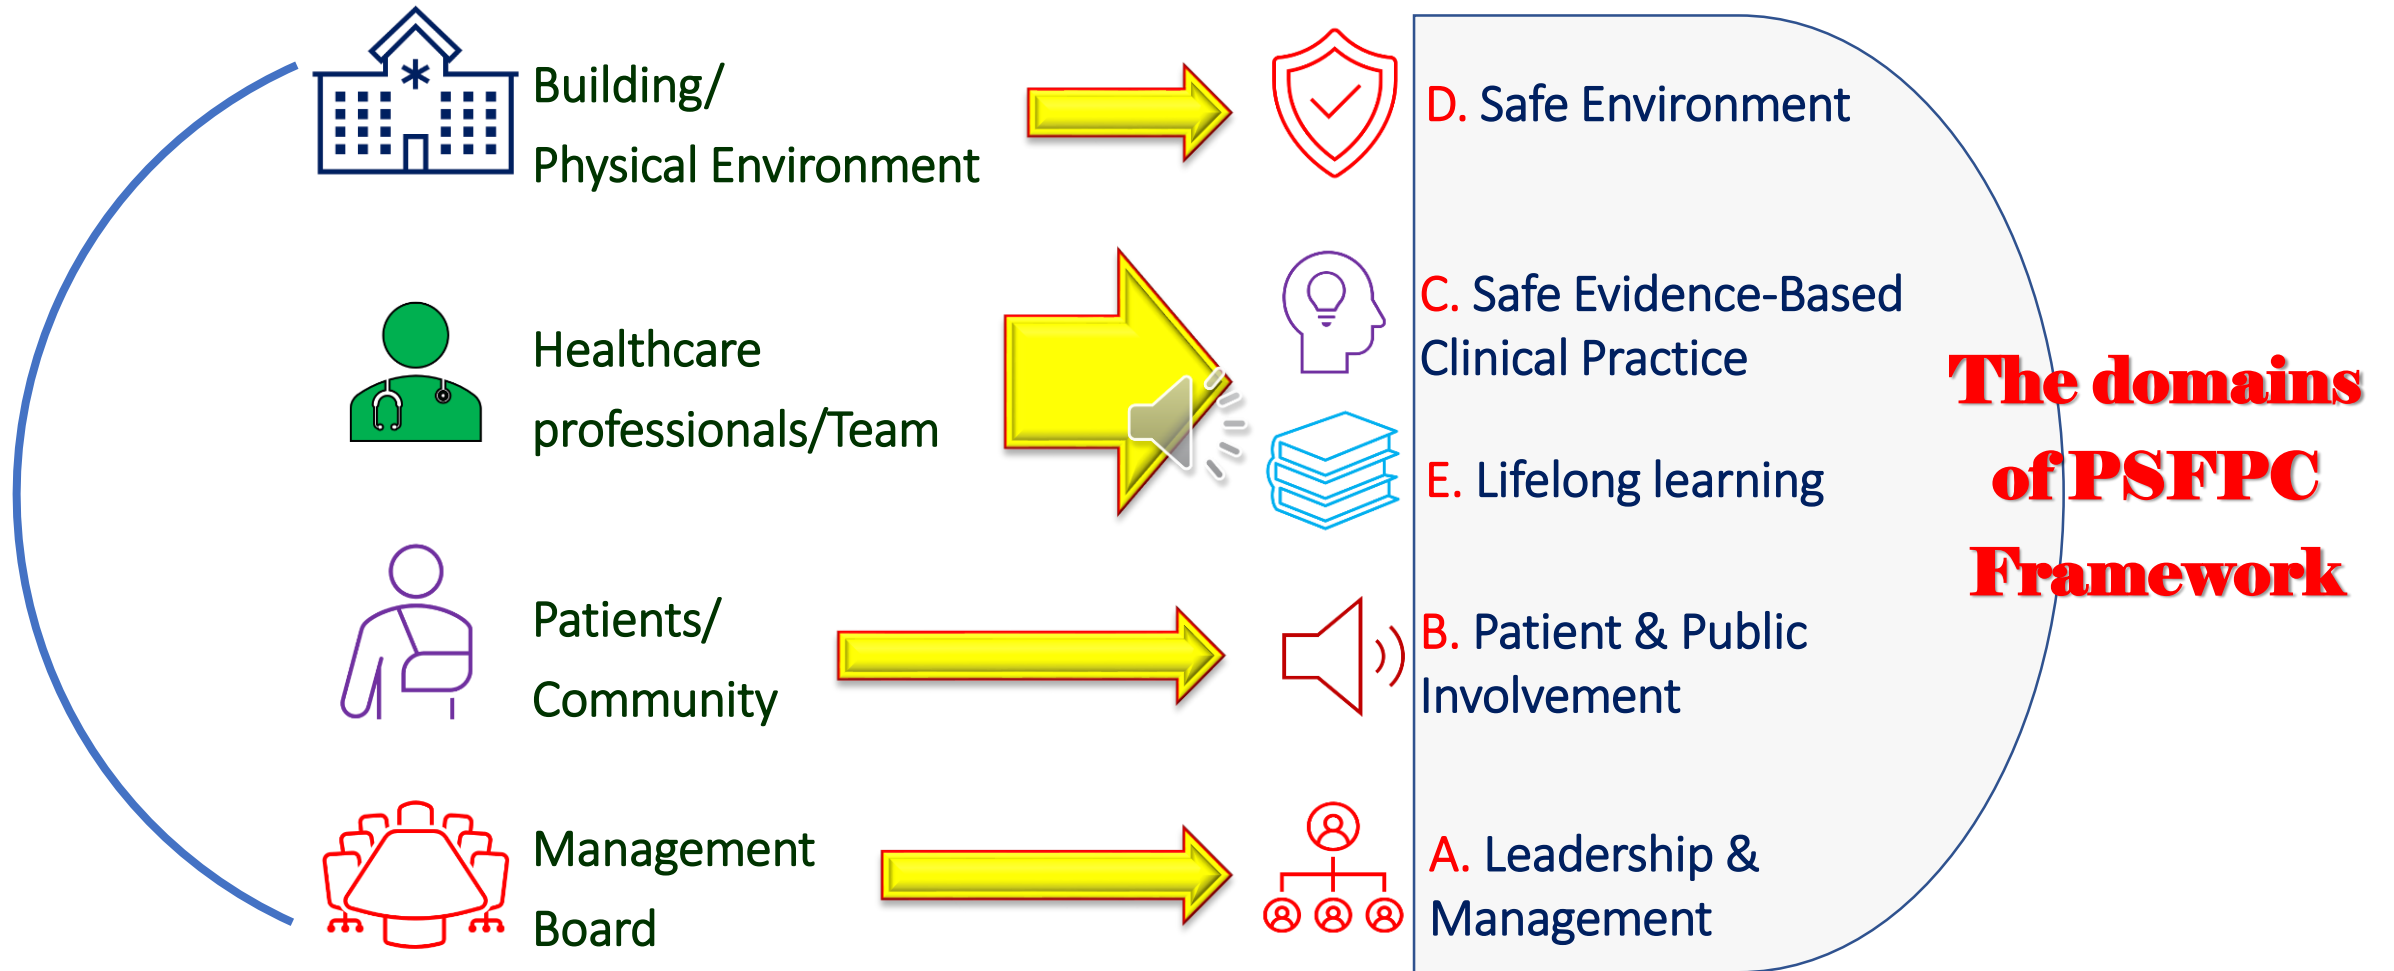 Building/
Physical Environment
D. Safe Environment
Healthcare
professionals/Team
C. Safe Evidence-Based
Clinical Practice
E. Lifelong learning
Patients/
Community
B. Patient & Public
Involvement
Management
Board
A. Leadership &
Management
The domains
of PSFPC
Framework